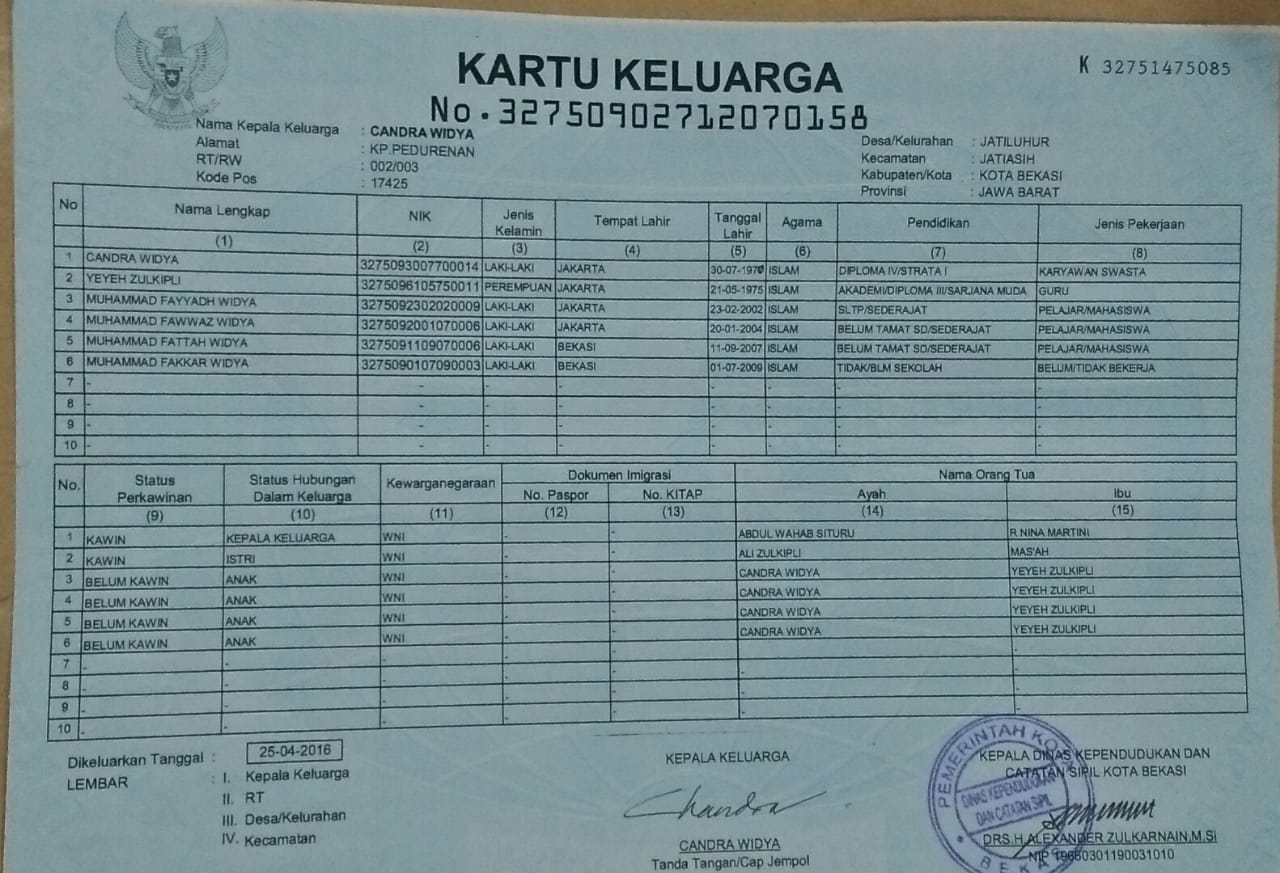 KARTU KELUARGA
K 32751475085
No.3275090271207015​8
Nama Kepala Keluarga : CANDRA WIDYA
Alamat : KP.PEDURENAN
RT/RW : 002/003
Kode Pos : 17425
Desa/Kelurahan : JATILUHUR
Kecamatan : JATIASIH
Kabupaten/Kota : KOTA BEKASI
Provinsi : JAWA BARAT
No Nama Lengkap NIK Jenis Kelamin Tempat Lahir Tanggal Lahir Agama Pendidikan Jenis Pekerjaan
(1) (2) (3) (4) (5) (6) (7) (8)
1 CANDRA WIDYA 3275093007700014 LAKI-LAKI JAKARTA 30-07-1970 ISLAM DIPLOMA IV/STRATA I KARYAWAN SWASTA
2 YEYEH ZULKIPLI 3275096105750011 PEREMPUAN JAKARTA 21-05-1975 ISLAM AKADEMI/DIPLOMA III/SARJANA MUDA GURU
3 MUHAMMAD FAYYADH WIDYA 3275092302020009 LAKI-LAKI JAKARTA 23-02-2002 ISLAM SLTP/SEDERAJAT PELAJAR/MAHASISWA
4 MUHAMMAD FAWWAZ WIDYA 3275092001070006 LAKI-LAKI JAKARTA 20-01-2004 ISLAM BELUM TAMAT SD/SEDERAJAT PELAJAR/MAHASISWA
5 MUHAMMAD FATTAH WIDYA 3275091109070006 LAKI-LAKI BEKASI 11-09-2007 ISLAM BELUM TAMAT SD/SEDERAJAT PELAJAR/MAHASISWA
6 MUHAMMAD FAKKAR WIDYA 3275090107090003 LAKI-LAKI BEKASI 01-07-2009 ISLAM TIDAK/BLM SEKOLAH BELUM/TIDAK BEKERJA
7 - - - - - - - -
8 - - - - - - - -
9 - - - - - - - -
10 - - - - - - - -
No. Status Perkawinan Status Hubungan Dalam Keluarga Kewarganegaraan Dokumen Imigrasi Nama Orang Tua
No. Paspor No. KITAP Ayah Ibu
(9) (10) (11) (12) (13) (14) (15)
1 KAWIN KEPALA KELUARGA WNI - - ABDUL WAHAB SITURU R.NINA MARTINI
2 KAWIN ISTRI WNI - - ALI ZULKIPLI MAS'AH
3 BELUM KAWIN ANAK WNI - - CANDRA WIDYA YEYEH ZULKIPLI
4 BELUM KAWIN ANAK WNI - - CANDRA WIDYA YEYEH ZULKIPLI
5 BELUM KAWIN ANAK WNI - - CANDRA WIDYA YEYEH ZULKIPLI
6 BELUM KAWIN ANAK WNI - - CANDRA WIDYA YEYEH ZULKIPLI
7 - - - - - - -
8 - - - - - - -
9 - - - - - - -
10 - - - - - - -
Dikeluarkan Tanggal : 25-04-2016
LEMBAR : I. Kepala Keluarga
II. RT
III. Desa/Kelurahan
IV. Kecamatan
KEPALA KELUARGA
Chandra
CANDRA WIDYA
Tanda Tangan/Cap Jempol
KEPALA DINAS KEPENDUDUKAN DAN
CATATAN SIPIL KOTA BEKASI
PEMERINTAH KOTA
DINAS KEPENDUDUKAN
DAN CATATAN SIPIL
BEKASI
DRS.H.ALEXANDER ZULKARNAIN,M.Si
NIP 19660301190031010